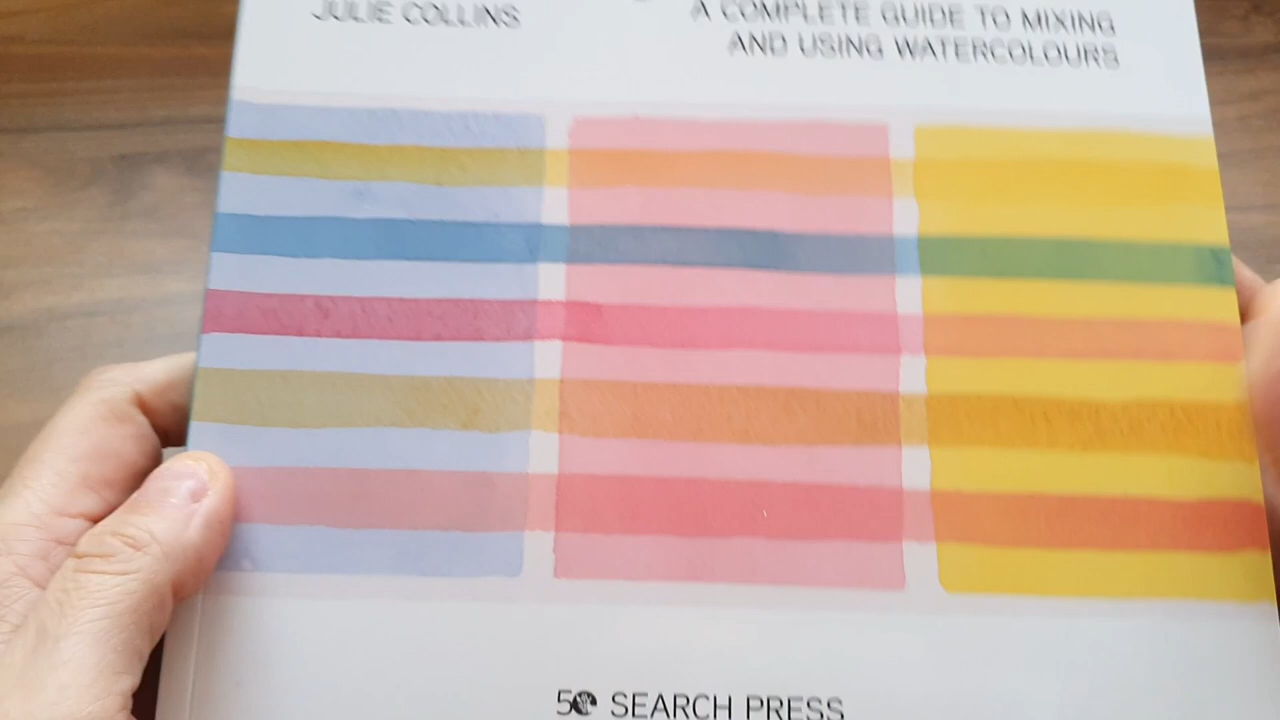 JULIE COLLINS
A COMPLETE GUIDE TO MIXING
AND USING WATERCOLOURS
50 SEARCH PRESS